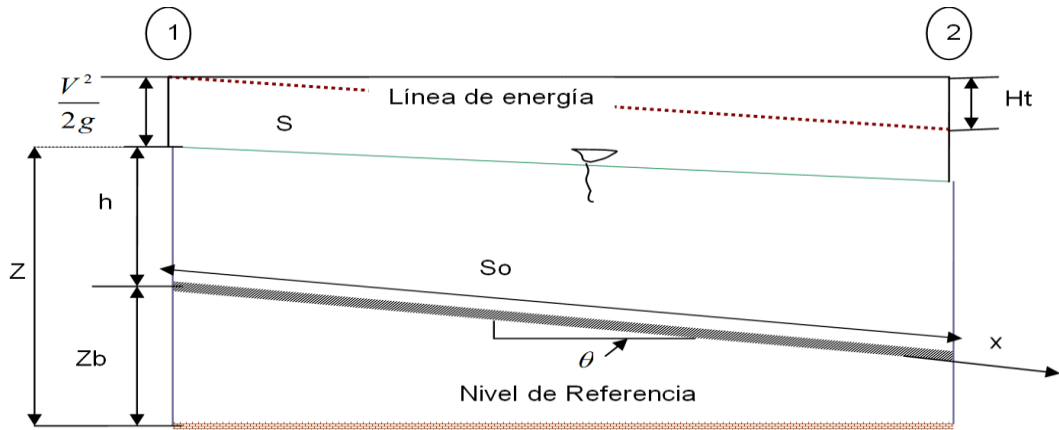 1
2
V²
2g
Línea de energía
Ht
S
h
Z
So
x
Zb
θ
Nivel de Referencia